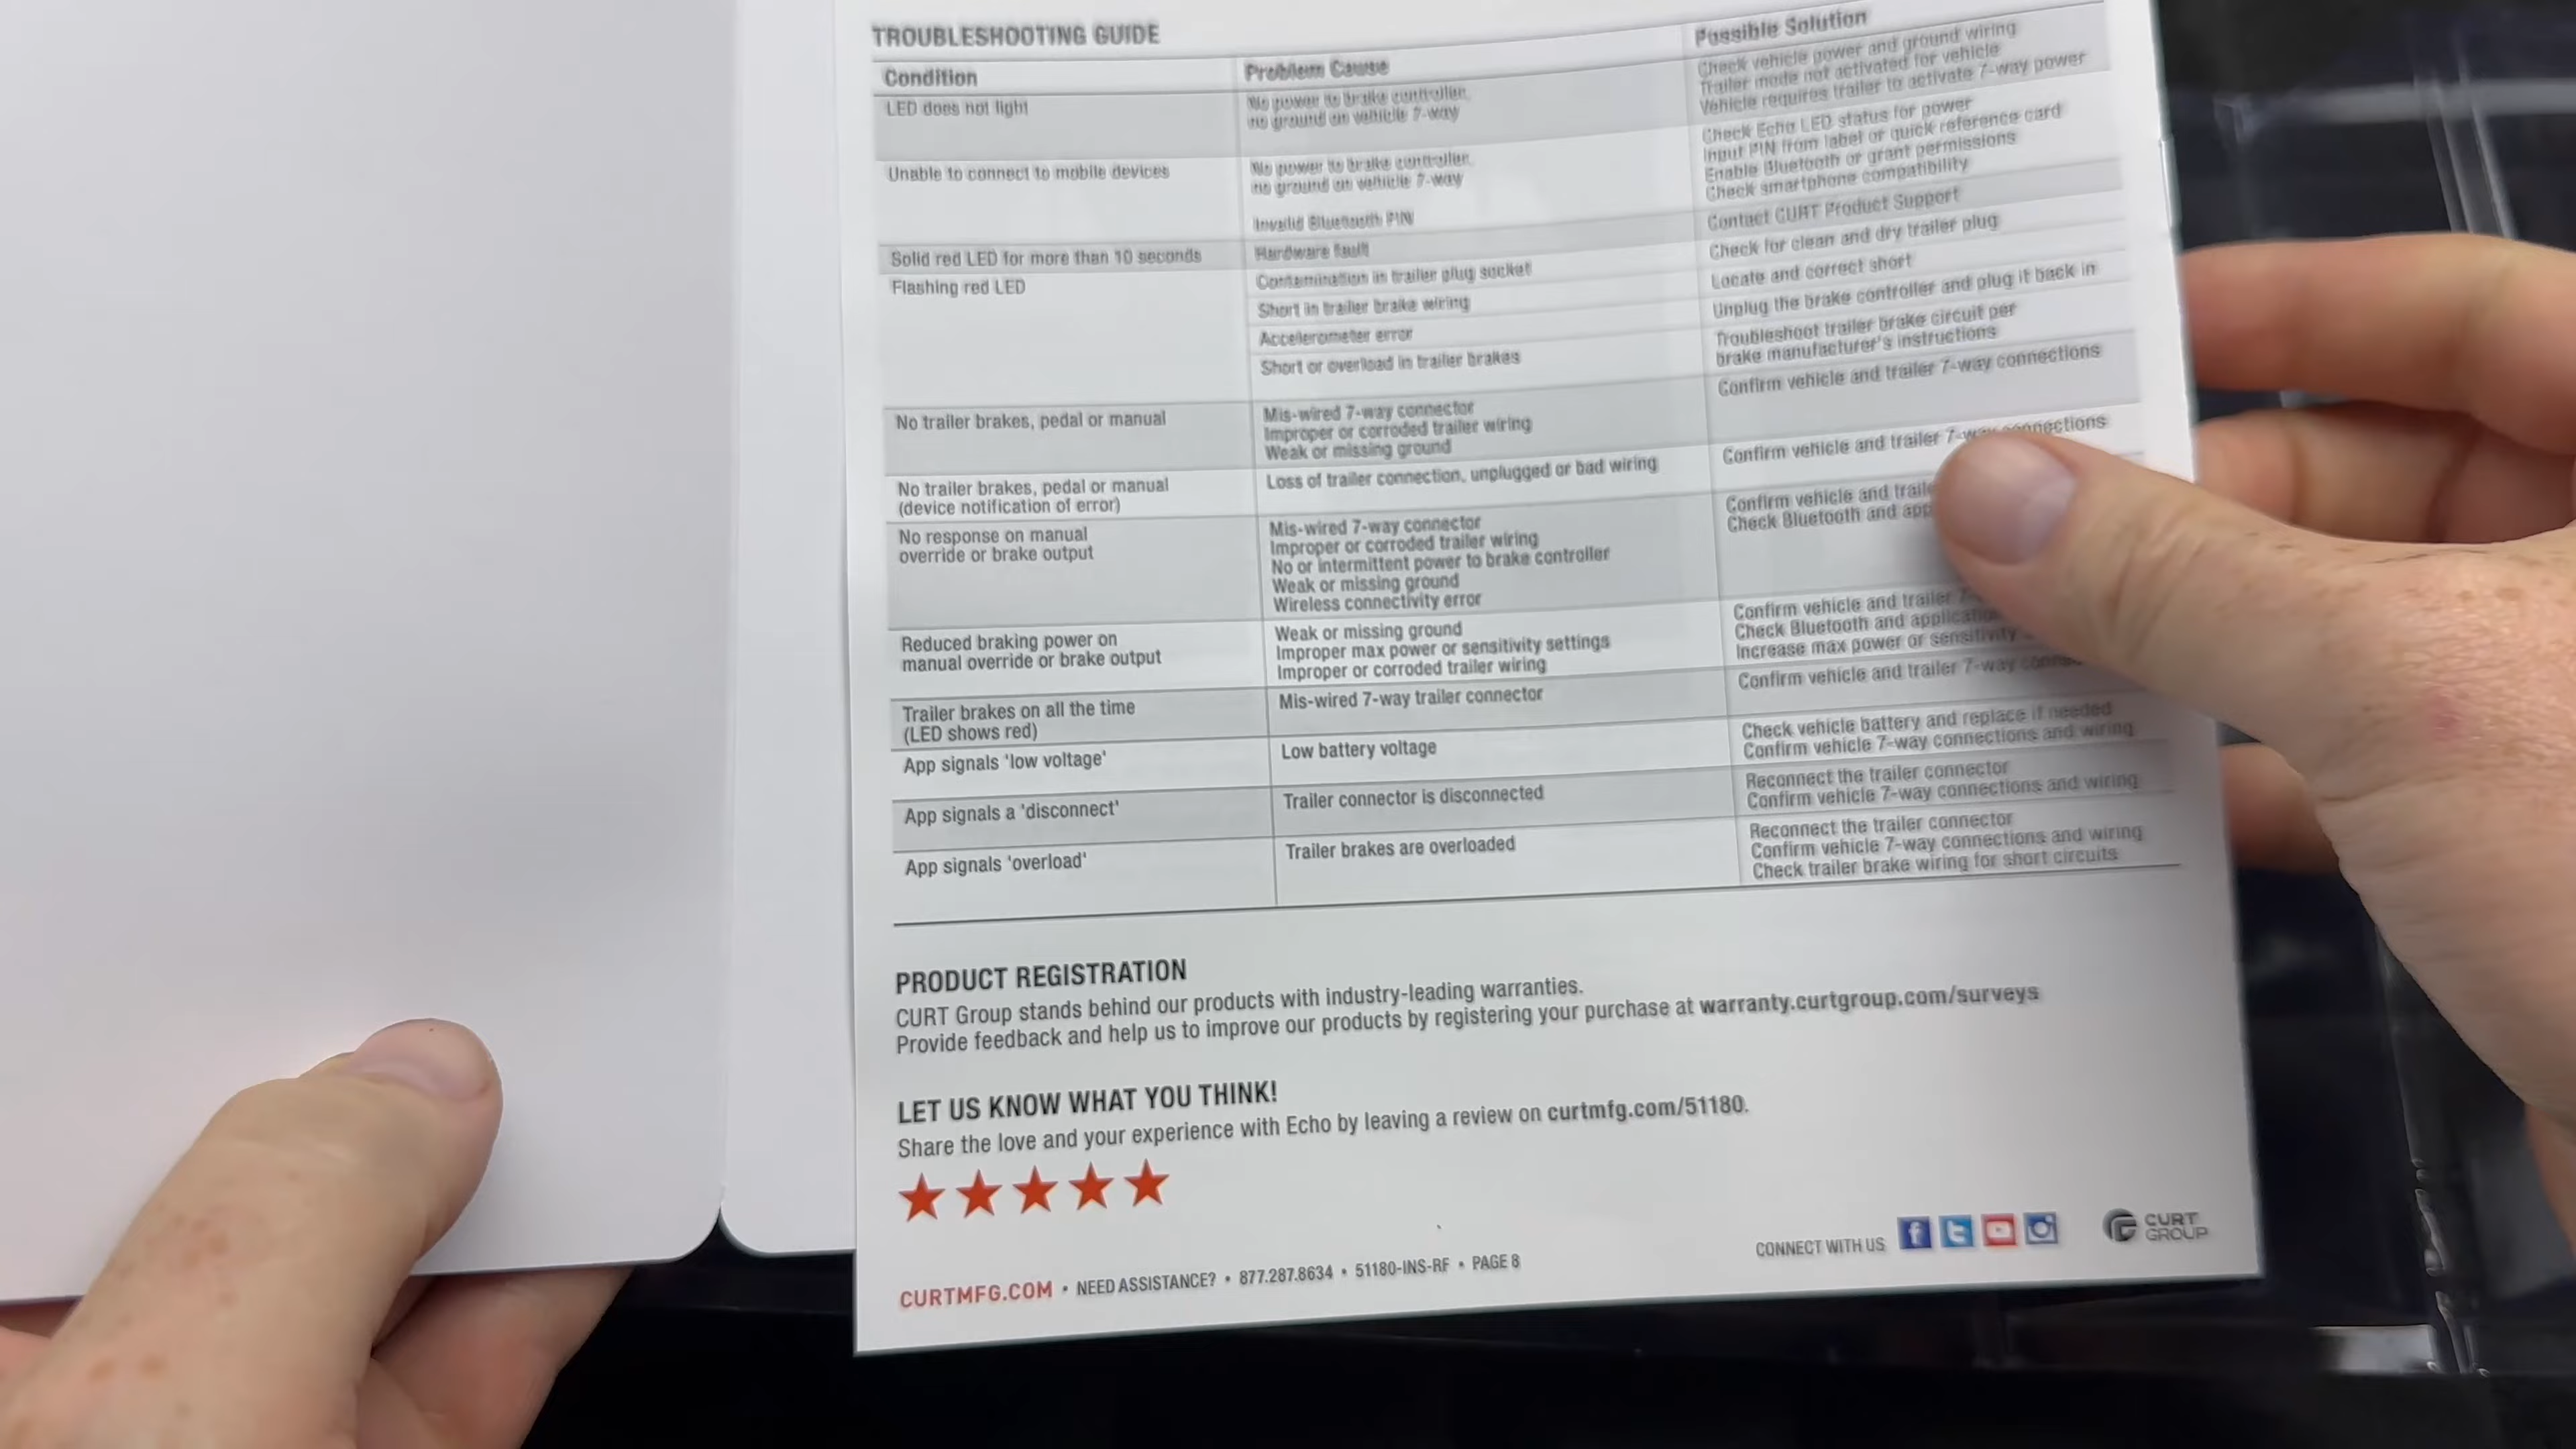 TROUBLESHOOTING GUIDE
Condition
Problem Cause
Possible Solution
LED does not light
No power to brake controller,
no ground on vehicle 7-way
Check vehicle power and ground wiring
Trailer mode not activated for vehicle
Vehicle requires trailer to activate 7-way power
Unable to connect to mobile devices
No power to brake controller,
no ground on vehicle 7-way
Invalid Bluetooth PIN
Check Echo LED status for power
Input PIN from label or quick reference card
Enable Bluetooth or grant permissions
Check smartphone compatibility
Solid red LED for more than 10 seconds
Hardware fault
Contact CURT Product Support
Flashing red LED
Contamination in trailer plug socket
Check for clean and dry trailer plug
Short in trailer brake wiring
Locate and correct short
Accelerometer error
Unplug the brake controller and plug it back in
Short or overload in trailer brakes
Troubleshoot trailer brake circuit per
brake manufacturer's instructions
No trailer brakes, pedal or manual
Mis-wired 7-way connector
Improper or corroded trailer wiring
Weak or missing ground
Confirm vehicle and trailer 7-way connections
No trailer brakes, pedal or manual
(device notification of error)
Loss of trailer connection, unplugged or bad wiring
Confirm vehicle and trailer 7-way connections
No response on manual
override or brake output
Mis-wired 7-way connector
Improper or corroded trailer wiring
No or intermittent power to brake controller
Weak or missing ground
Wireless connectivity error
Confirm vehicle and
Check Bluetooth and
Reduced braking power on
manual override or brake output
Weak or missing ground
Improper max power or sensitivity settings
Improper or corroded trailer wiring
Confirm vehicle and trailer
Check Bluetooth and
Increase max power or sensitivity
Trailer brakes on all the time
(LED shows red)
Mis-wired 7-way trailer connector
Confirm vehicle and trailer 7-way
App signals 'low voltage'
Low battery voltage
Check vehicle battery and replace if needed
Confirm vehicle 7-way connections and wiring
App signals a 'disconnect'
Trailer connector is disconnected
Reconnect the trailer connector
Confirm vehicle 7-way connections and wiring
App signals 'overload'
Trailer brakes are overloaded
Reconnect the trailer connector
Confirm vehicle 7-way connections and wiring
Check trailer brake wiring for short circuits
PRODUCT REGISTRATION
CURT Group stands behind our products with industry-leading warranties.
Provide feedback and help us to improve our products by registering your purchase at warranty.curtgroup.com/surveys
LET US KNOW WHAT YOU THINK!
Share the love and your experience with Echo by leaving a review on curtmfg.com/51180.
CURTMFG.COM • NEED ASSISTANCE? • 877.287.8634 • 51180-INS-RF • PAGE 8
CONNECT WITH US
CURT
GROUP